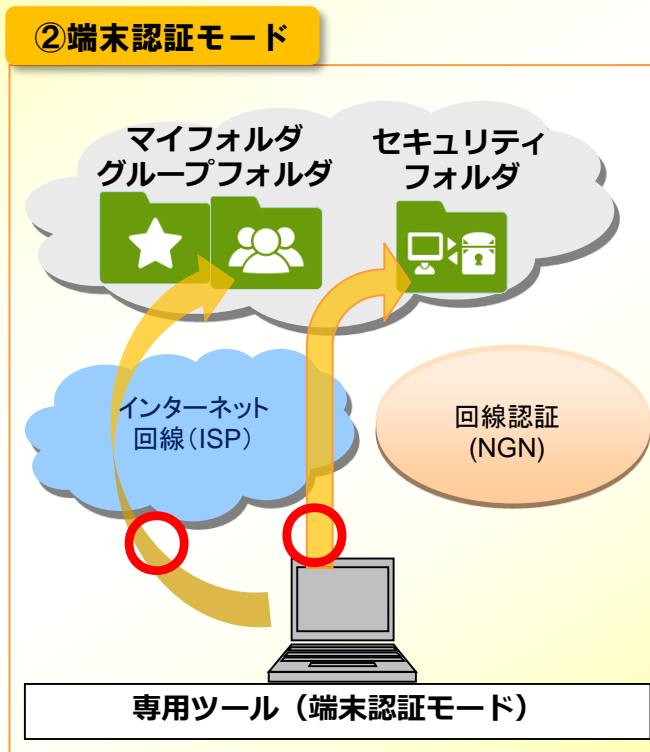 ②端末認証モード
マイフォルダ
グループフォルダ
セキュリティ
フォルダ
インターネット
回線（ISP）
回線認証
(NGN)
専用ツール（端末認証モード）